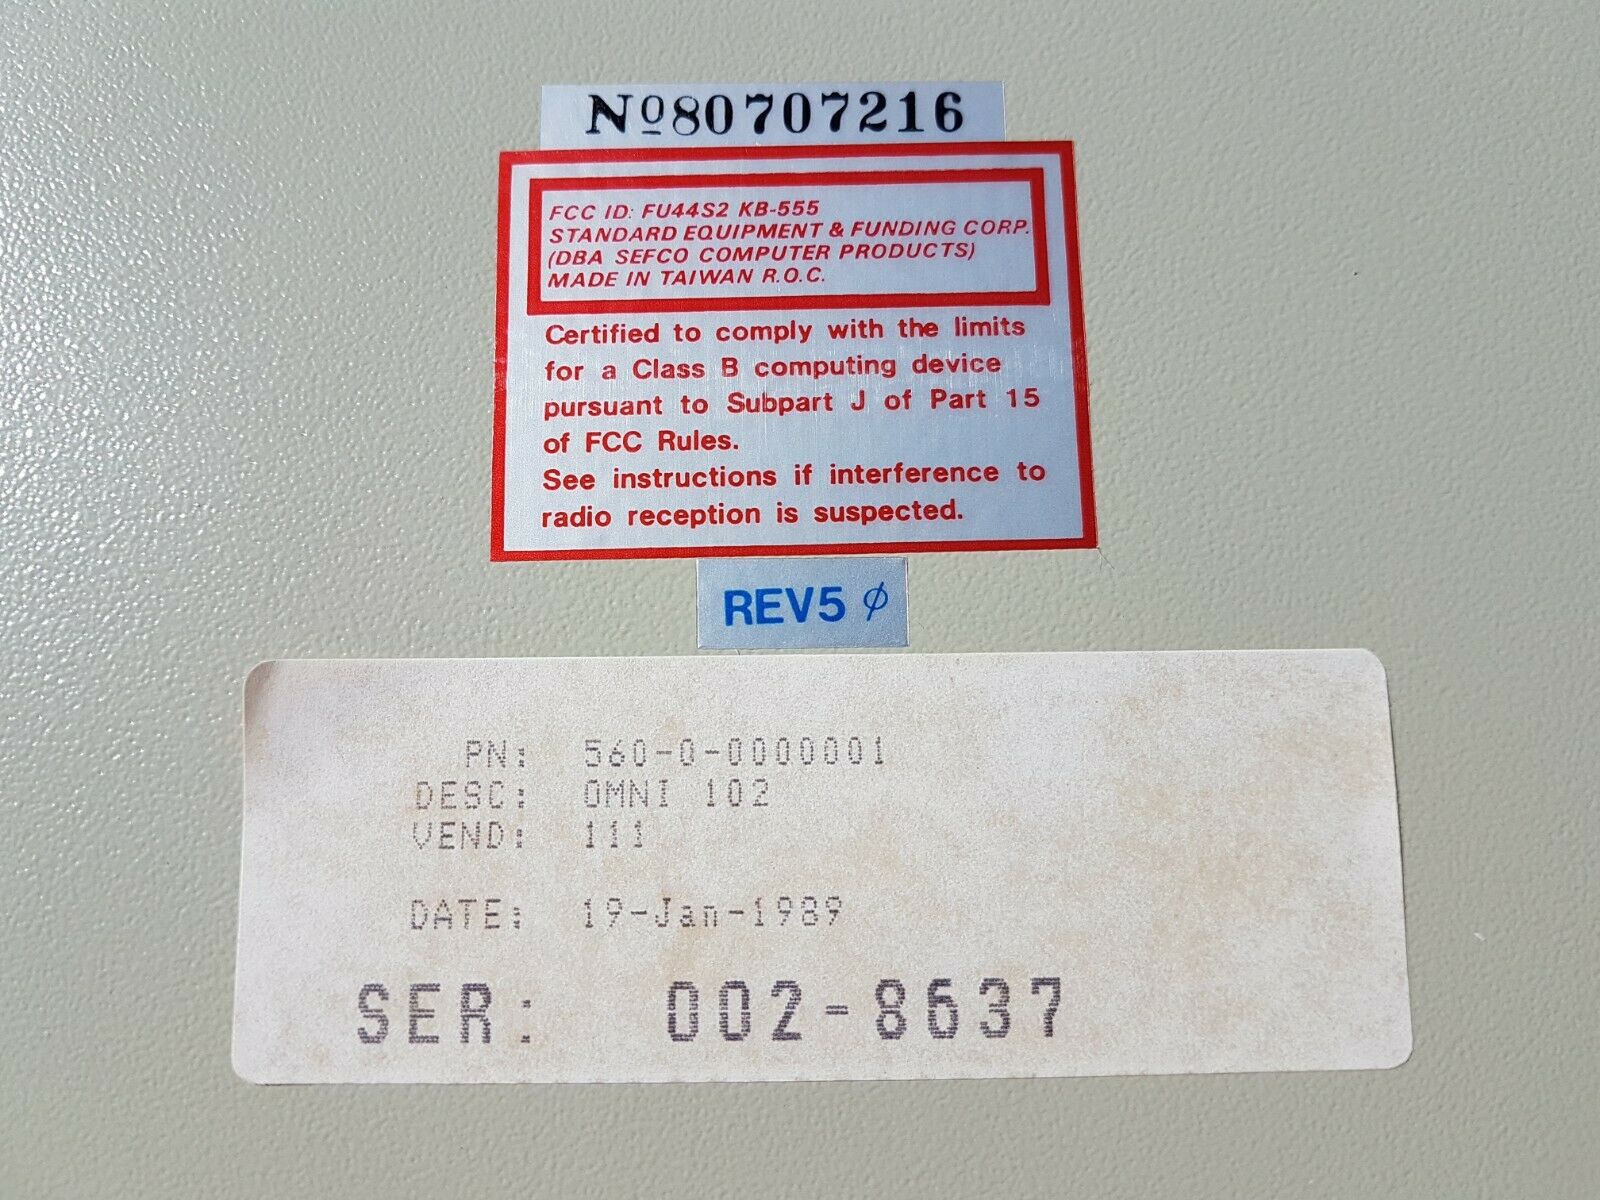 Nº80707216
FCC ID: FU44S2 KB-555
STANDARD EQUIPMENT & FUNDING CORP.
(DBA SEFCO COMPUTER PRODUCTS)
MADE IN TAIWAN R.O.C.
Certified to comply with the limits
for a Class B computing device
pursuant to Subpart J of Part 15
of FCC Rules.
See instructions if interference to
radio reception is suspected.
REV5 ϕ
PN: 560-0-0000001
DESC: OMNI 102
VEND: 111
DATE: 19-Jan-1989
SER: 002-8637